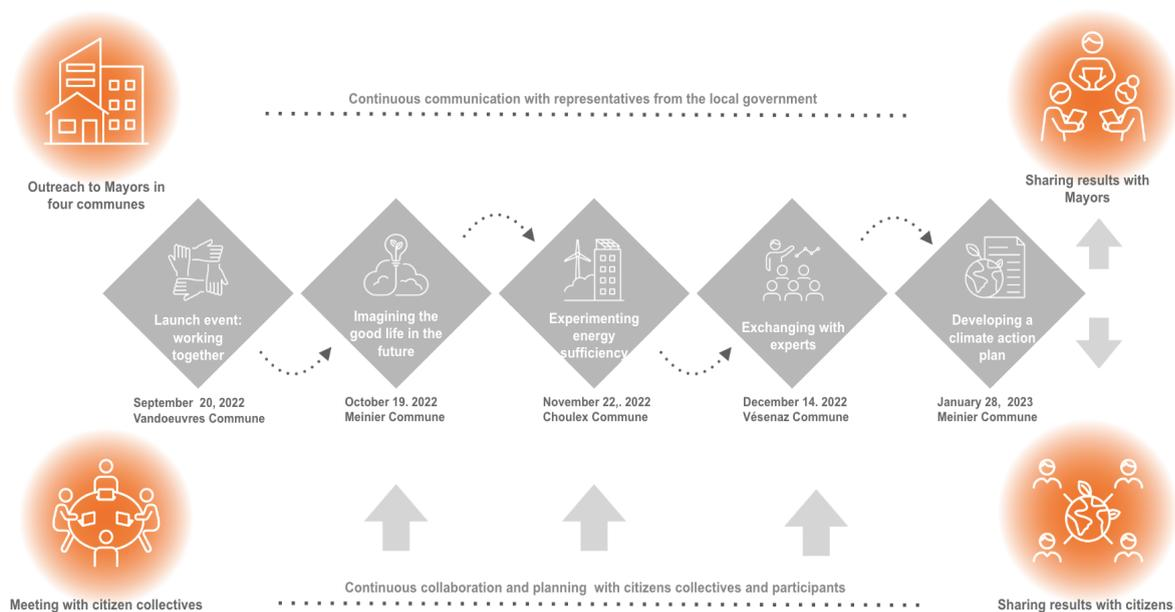 Continuous communication with representatives from the local government
Outreach to Mayors in
four communes
Sharing results with
Mayors
Launch event:
working
together
Imagining the
good life in the
future
Experimenting
energy
sufficiency
Exchanging with
experts
Developing a
climate action
plan
September 20, 2022
Vandoeuvres Commune
October 19. 2022
Meinier Commune
November 22,. 2022
Choulex Commune
December 14. 2022
Vésenaz Commune
January 28, 2023
Meinier Commune
Continuous collaboration and planning with citizens collectives and participants
Meeting with citizen collectives
Sharing results with citizens